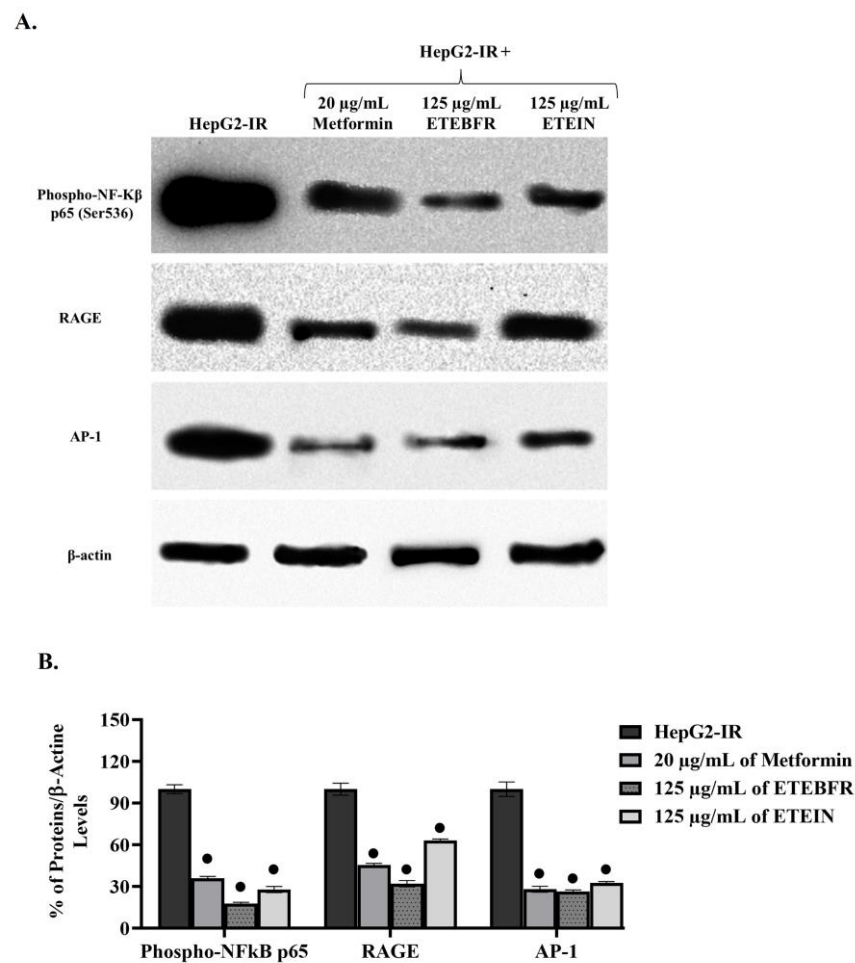 A.
HepG2-IR +
HepG2-IR
20 µg/mL
Metformin
125 µg/mL
ETEBFR
125 µg/mL
ETEIN
Phospho-NF-Kβ
p65 (Ser536)
RAGE
AP-1
β-actin
B.
% of Proteins/β-Actine
Levels
150
120
90
60
30
0
Phospho-NFkB p65
RAGE
AP-1
HepG2-IR
20 µg/mL of Metformin
125 µg/mL of ETEBFR
125 µg/mL of ETEIN